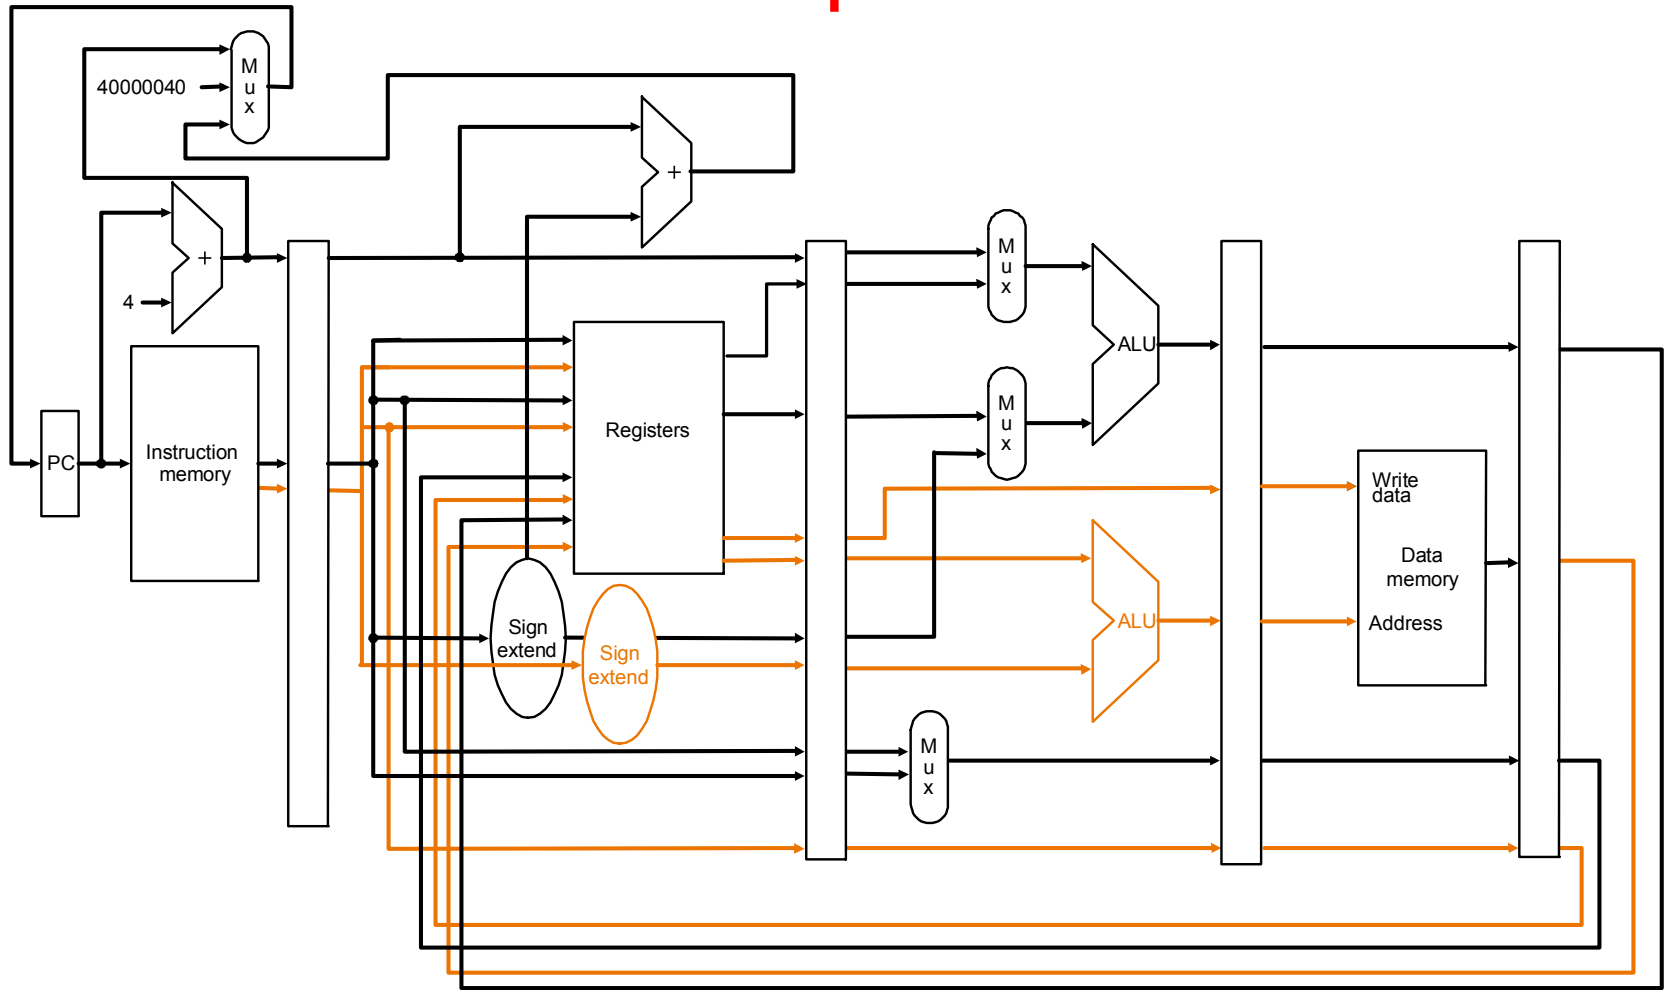 M
u
x
40000040
+
+
4
M
u
x
ALU
M
u
x
Registers
PC
Instruction
memory
Write
data
Data
memory
Address
Sign
extend
Sign
extend
ALU
M
u
x